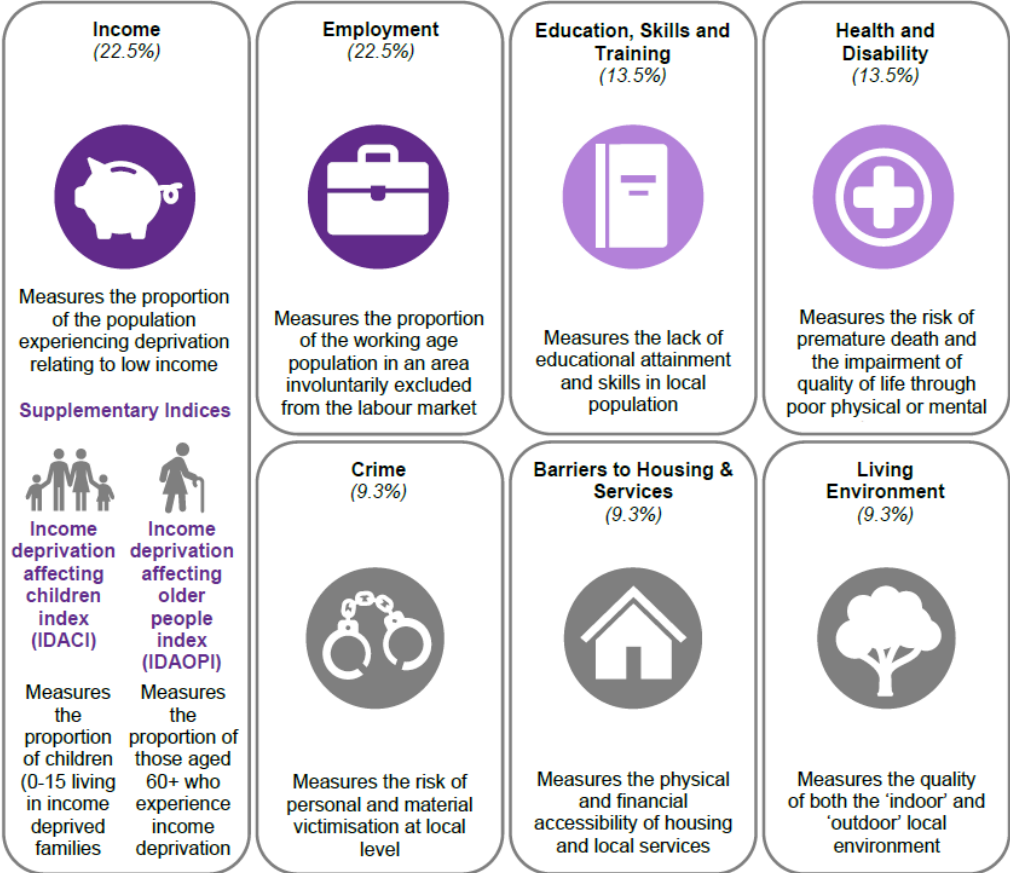 Income
(22.5%)
Measures the proportion
of the population
experiencing deprivation
relating to low income
Supplementary Indices
Income
deprivation
affecting
children
index
(IDACI)
Measures
the
proportion
of children
(0-15 living
in income
deprived
families
Income
deprivation
affecting
older
people
index
(IDAOPI)
Measures
the
proportion of
those aged
60+ who
experience
income
deprivation
Employment
(22.5%)
Measures the proportion
of the working age
population in an area
involuntarily excluded
from the labour market
Education, Skills and
Training
(13.5%)
Measures the lack of
educational attainment
and skills in local
population
Health and
Disability
(13.5%)
Measures the risk of
premature death and
the impairment of
quality of life through
poor physical or mental
Crime
(9.3%)
Measures the risk of
personal and material
victimisation at local
level
Barriers to Housing &
Services
(9.3%)
Measures the physical
and financial
accessibility of housing
and local services
Living
Environment
(9.3%)
Measures the quality
of both the ‘indoor’ and
‘outdoor’ local
environment